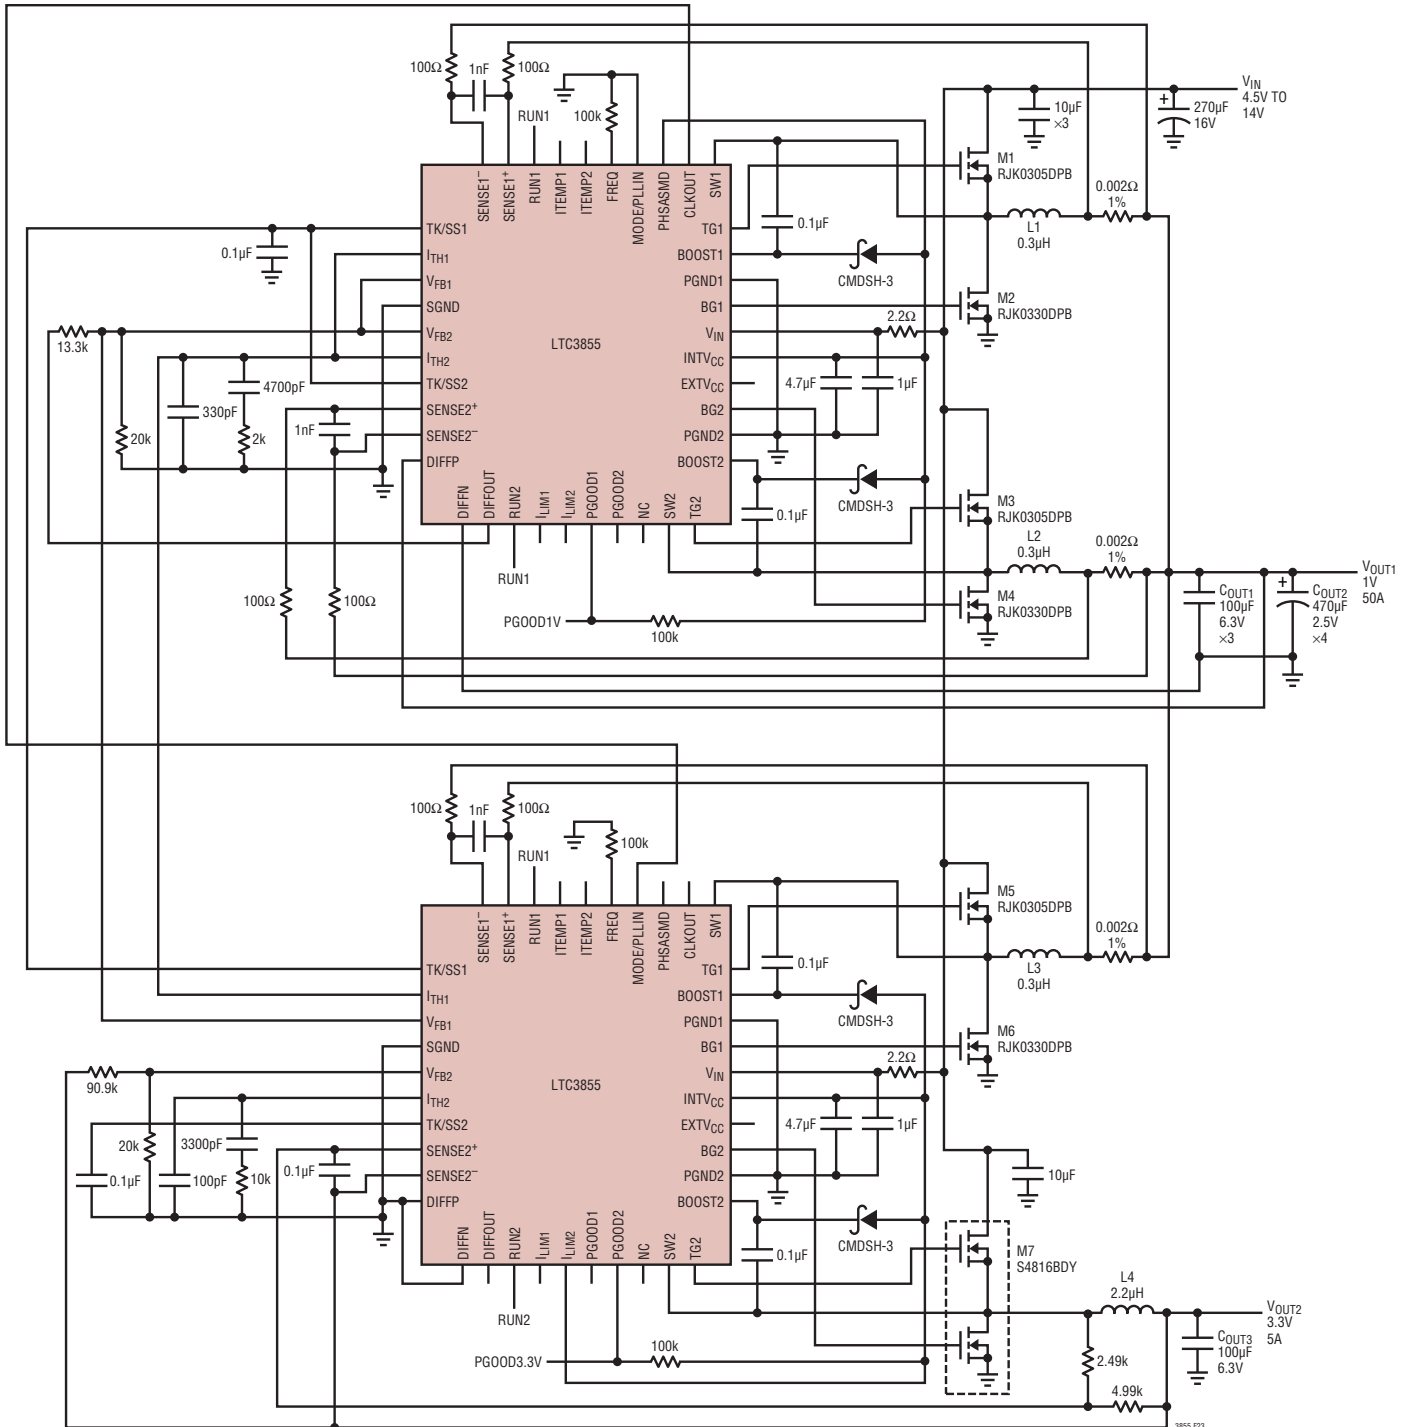 100Ω
1nF
100Ω
RUN1
100k
SENSE1⁻
SENSE1⁺
RUN1
ITEMP1
ITEMP2
FREQ
MODE/PLLIN
PHSASMD
CLKOUT
SW1
VIN
4.5V TO
14V
10µF
×3
270µF
16V
+
M1
RJK0305DPB
0.002Ω
1%
TK/SS1
ITH1
VFB1
SGND
VFB2
ITH2
TK/SS2
SENSE2⁺
SENSE2⁻
DIFFP
LTC3855
TG1
BOOST1
PGND1
BG1
VIN
INTVCC
EXTVCC
BG2
PGND2
BOOST2
0.1µF
0.1µF
CMDSH-3
L1
0.3µH
M2
RJK0330DPB
2.2Ω
13.3k
4700pF
330pF
20k
2k
1nF
4.7µF
1µF
DIFFN
DIFFOUT
RUN2
ILIM1
ILIM2
PGOOD1
PGOOD2
NC
SW2
TG2
0.1µF
CMDSH-3
M3
RJK0305DPB
L2
0.3µH
0.002Ω
1%
RUN1
100Ω
100Ω
PGOOD1V
100k
M4
RJK0330DPB
COUT1
100µF
6.3V
×3
+
COUT2
470µF
2.5V
×4
VOUT1
1V
50A
100Ω
1nF
100Ω
RUN1
100k
SENSE1⁻
SENSE1⁺
RUN1
ITEMP1
ITEMP2
FREQ
MODE/PLLIN
PHSASMD
CLKOUT
SW1
M5
RJK0305DPB
0.002Ω
1%
TK/SS1
ITH1
VFB1
SGND
VFB2
ITH2
TK/SS2
SENSE2⁺
SENSE2⁻
DIFFP
LTC3855
TG1
BOOST1
PGND1
BG1
VIN
INTVCC
EXTVCC
BG2
PGND2
BOOST2
0.1µF
CMDSH-3
L3
0.3µH
M6
RJK0330DPB
2.2Ω
90.9k
20k
3300pF
0.1µF
100pF
10k
0.1µF
4.7µF
1µF
10µF
DIFFN
DIFFOUT
RUN2
ILIM1
ILIM2
PGOOD1
PGOOD2
NC
SW2
TG2
0.1µF
CMDSH-3
M7
S4816BDY
L4
2.2µH
RUN2
PGOOD3.3V
100k
2.49k
4.99k
COUT3
100µF
6.3V
VOUT2
3.3V
5A
3855 F23